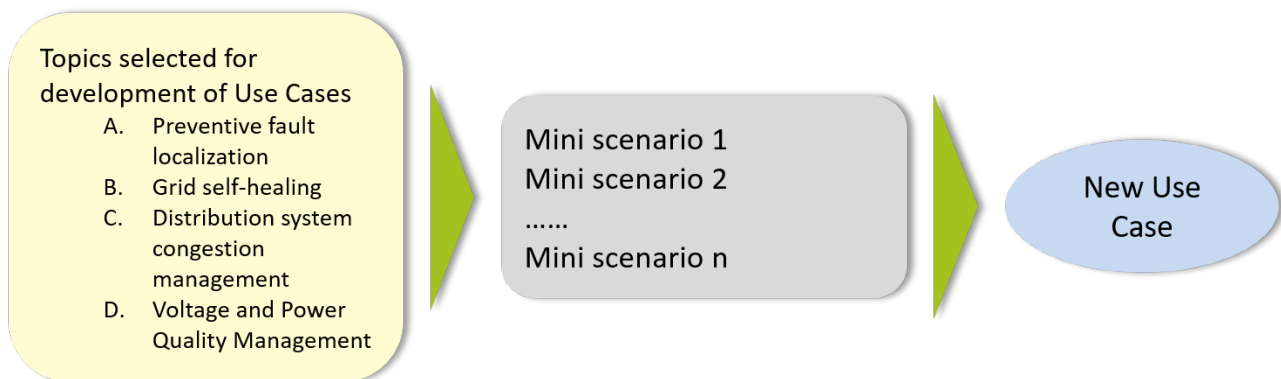 Topics selected for
development of Use Cases
A. Preventive fault
localization
B. Grid self-healing
C. Distribution system
congestion
management
D. Voltage and Power
Quality Management
Mini scenario 1
Mini scenario 2
......
Mini scenario n
New Use
Case